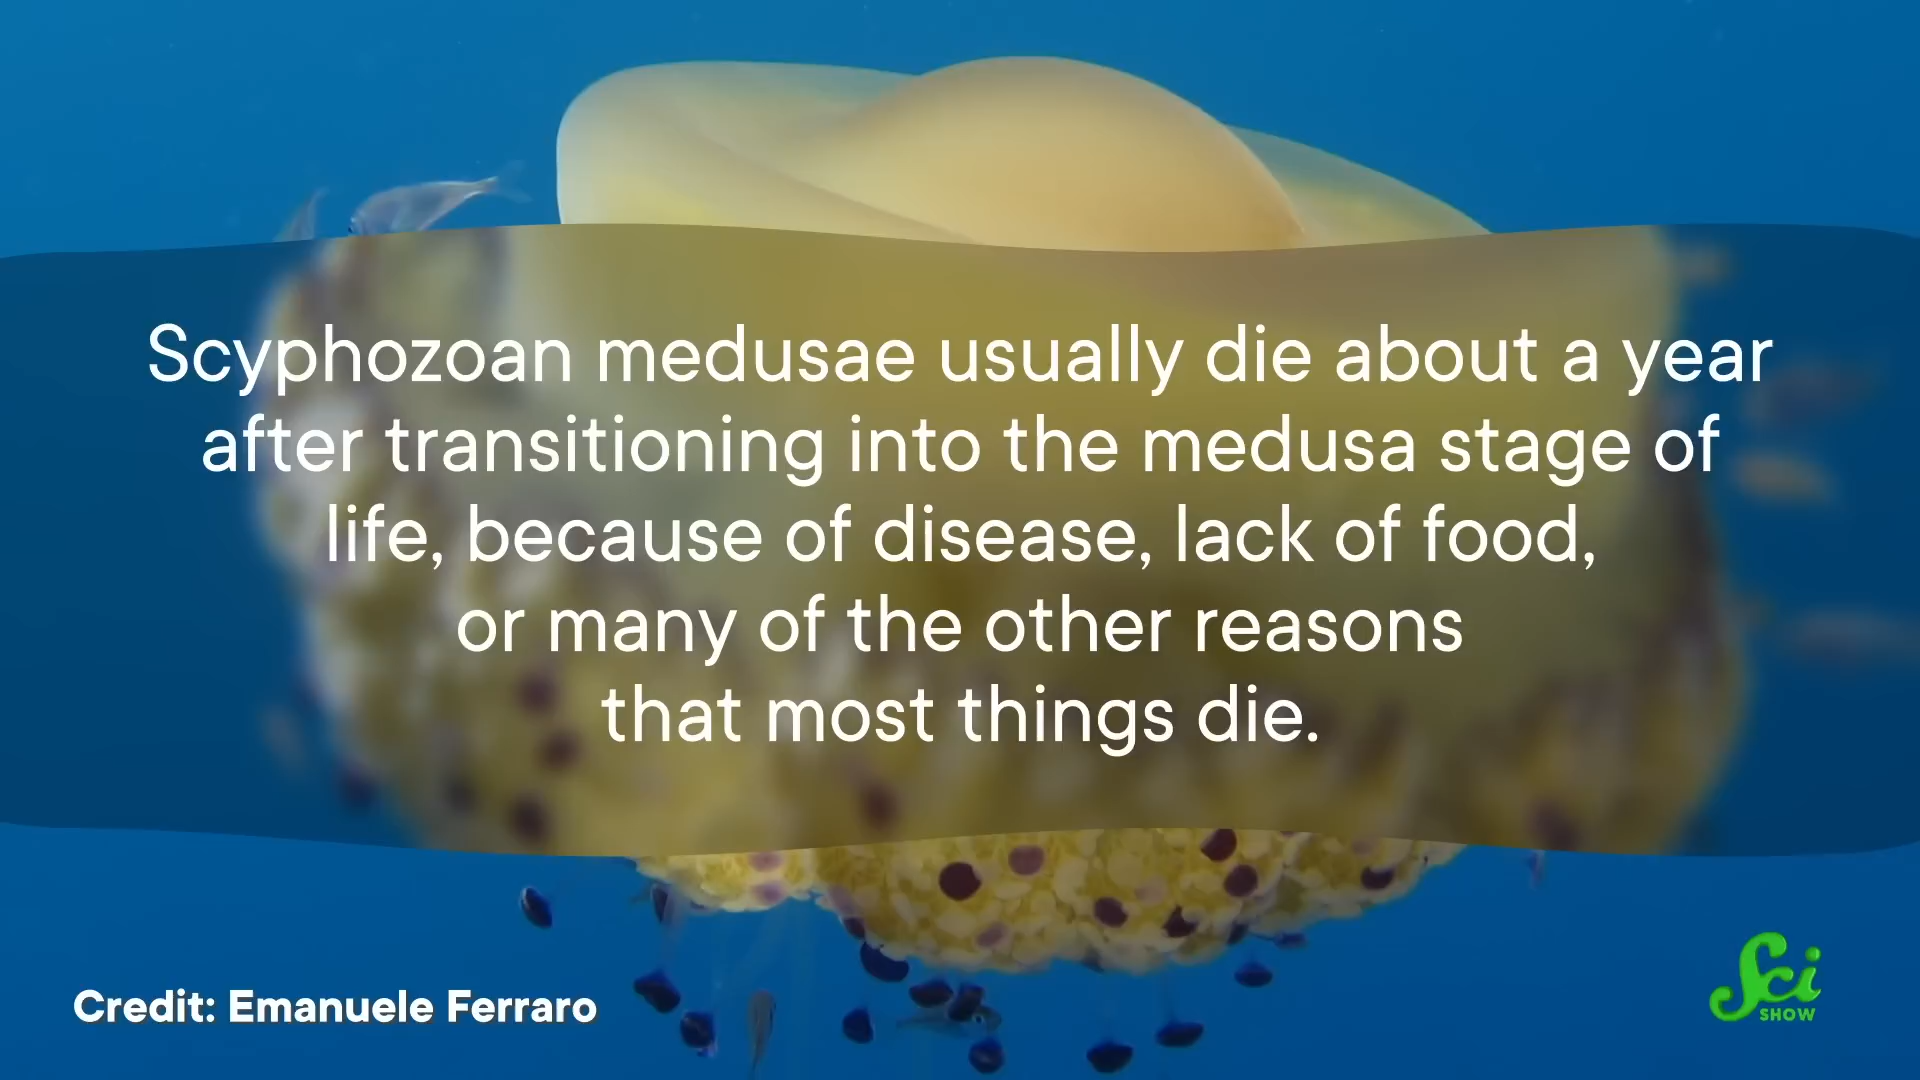 Scyphozoan medusae usually die about a year
after transitioning into the medusa stage of
life, because of disease, lack of food,
or many of the other reasons
that most things die.
Credit: Emanuele Ferraro
Sci
SHOW